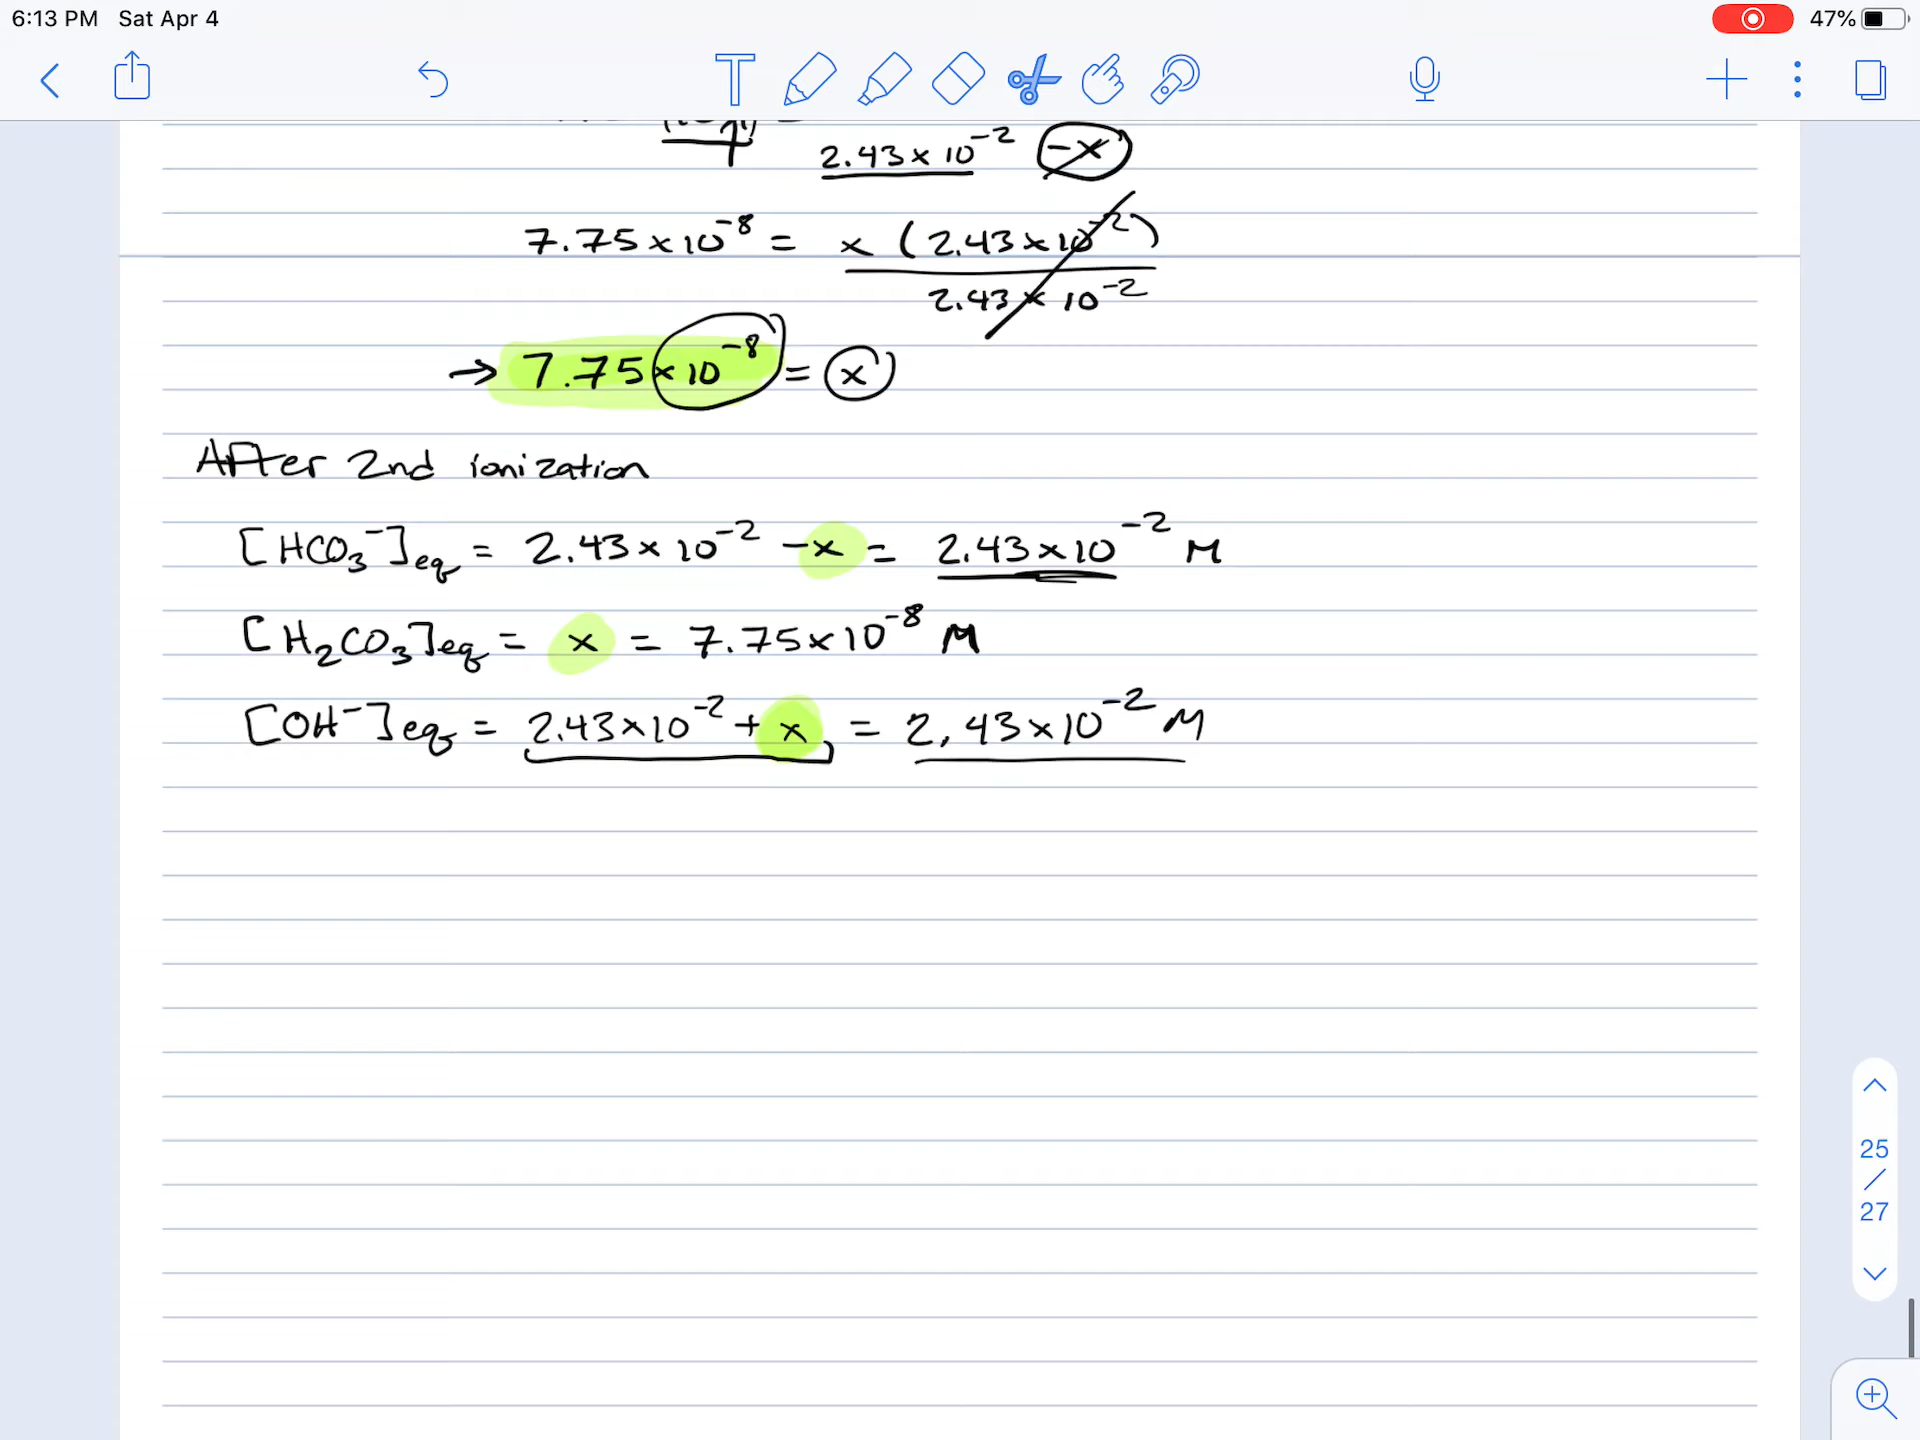 6:13 PM Sat Apr 4 47%
2.43 x 10⁻² -x
7.75 x 10⁻⁸ = x (2.43 x 10⁻²)
2.43 x 10⁻²
→ 7.75 x 10⁻⁸ = x
After 2nd ionization
[HCO₃⁻]eq = 2.43 x 10⁻² - x = 2.43 x 10⁻² M
[H₂CO₃]eq = x = 7.75 x 10⁻⁸ M
[OH⁻]eq = 2.43 x 10⁻² + x = 2.43 x 10⁻² M
25
/
27